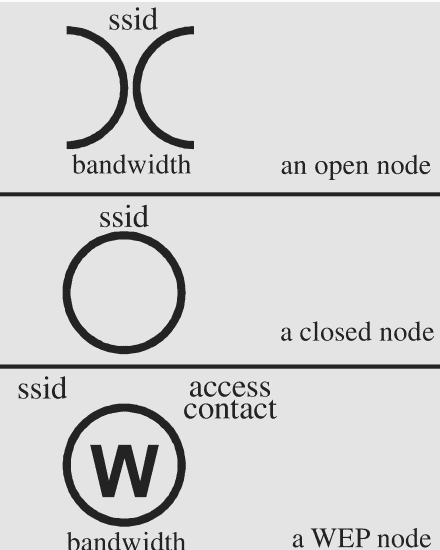 ssid
bandwidth
an open node
ssid
a closed node
ssid
access
contact
W
bandwidth
a WEP node